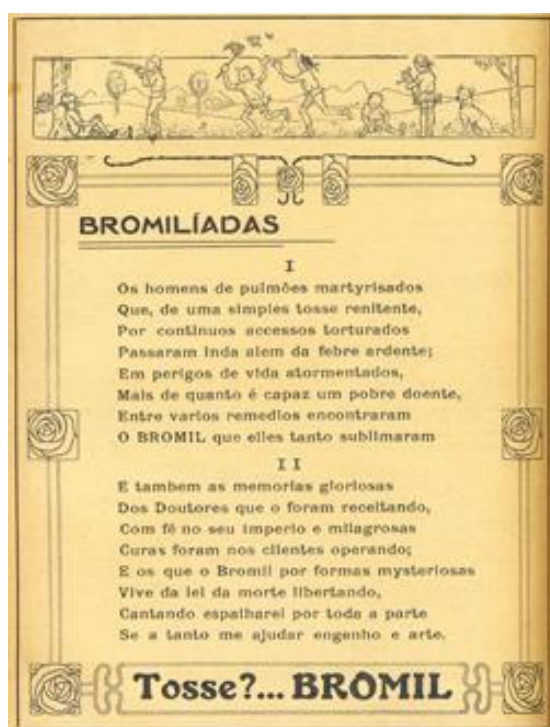 BROMILÍADAS
I
Os homens de pulmões martyrisados
Que, de uma simples tosse renitente,
Por continuos accessos torturados
Passaram inda alem da febre ardente;
Em perigos de vida atormentados,
Mais de quanto é capaz um pobre doente,
Entre varios remedios encontraram
O BROMIL que elles tanto sublimaram
II
E tambem as memorias gloriosas
Dos Doutores que o foram receitando,
Com fé no seu imperio e milagrosas
Curas foram nos clientes operando;
E os que o Bromil por formas mysteriosas
Vive da lei da morte libertando,
Cantando espalharei por toda a parte
Se a tanto me ajudar engenho e arte.
Tosse?... BROMIL